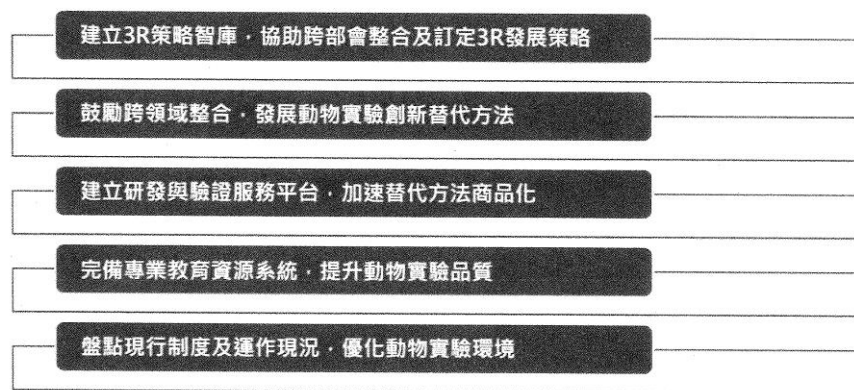 建立3R策略智庫，協助跨部會整合及訂定3R發展策略
鼓勵跨領域整合，發展動物實驗創新替代方法
建立研發與驗證服務平台，加速替代方法商品化
完備專業教育資源系統，提升動物實驗品質
盤點現行制度及運作現況，優化動物實驗環境